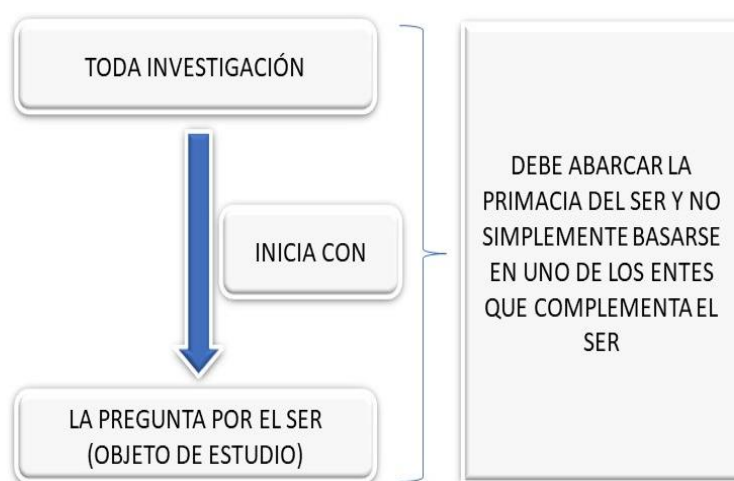 TODA INVESTIGACIÓN
INICIA CON
LA PREGUNTA POR EL SER
(OBJETO DE ESTUDIO)
DEBE ABARCAR LA
PRIMACIA DEL SER Y NO
SIMPLEMENTE BASARSE
EN UNO DE LOS ENTES
QUE COMPLEMENTA EL
SER